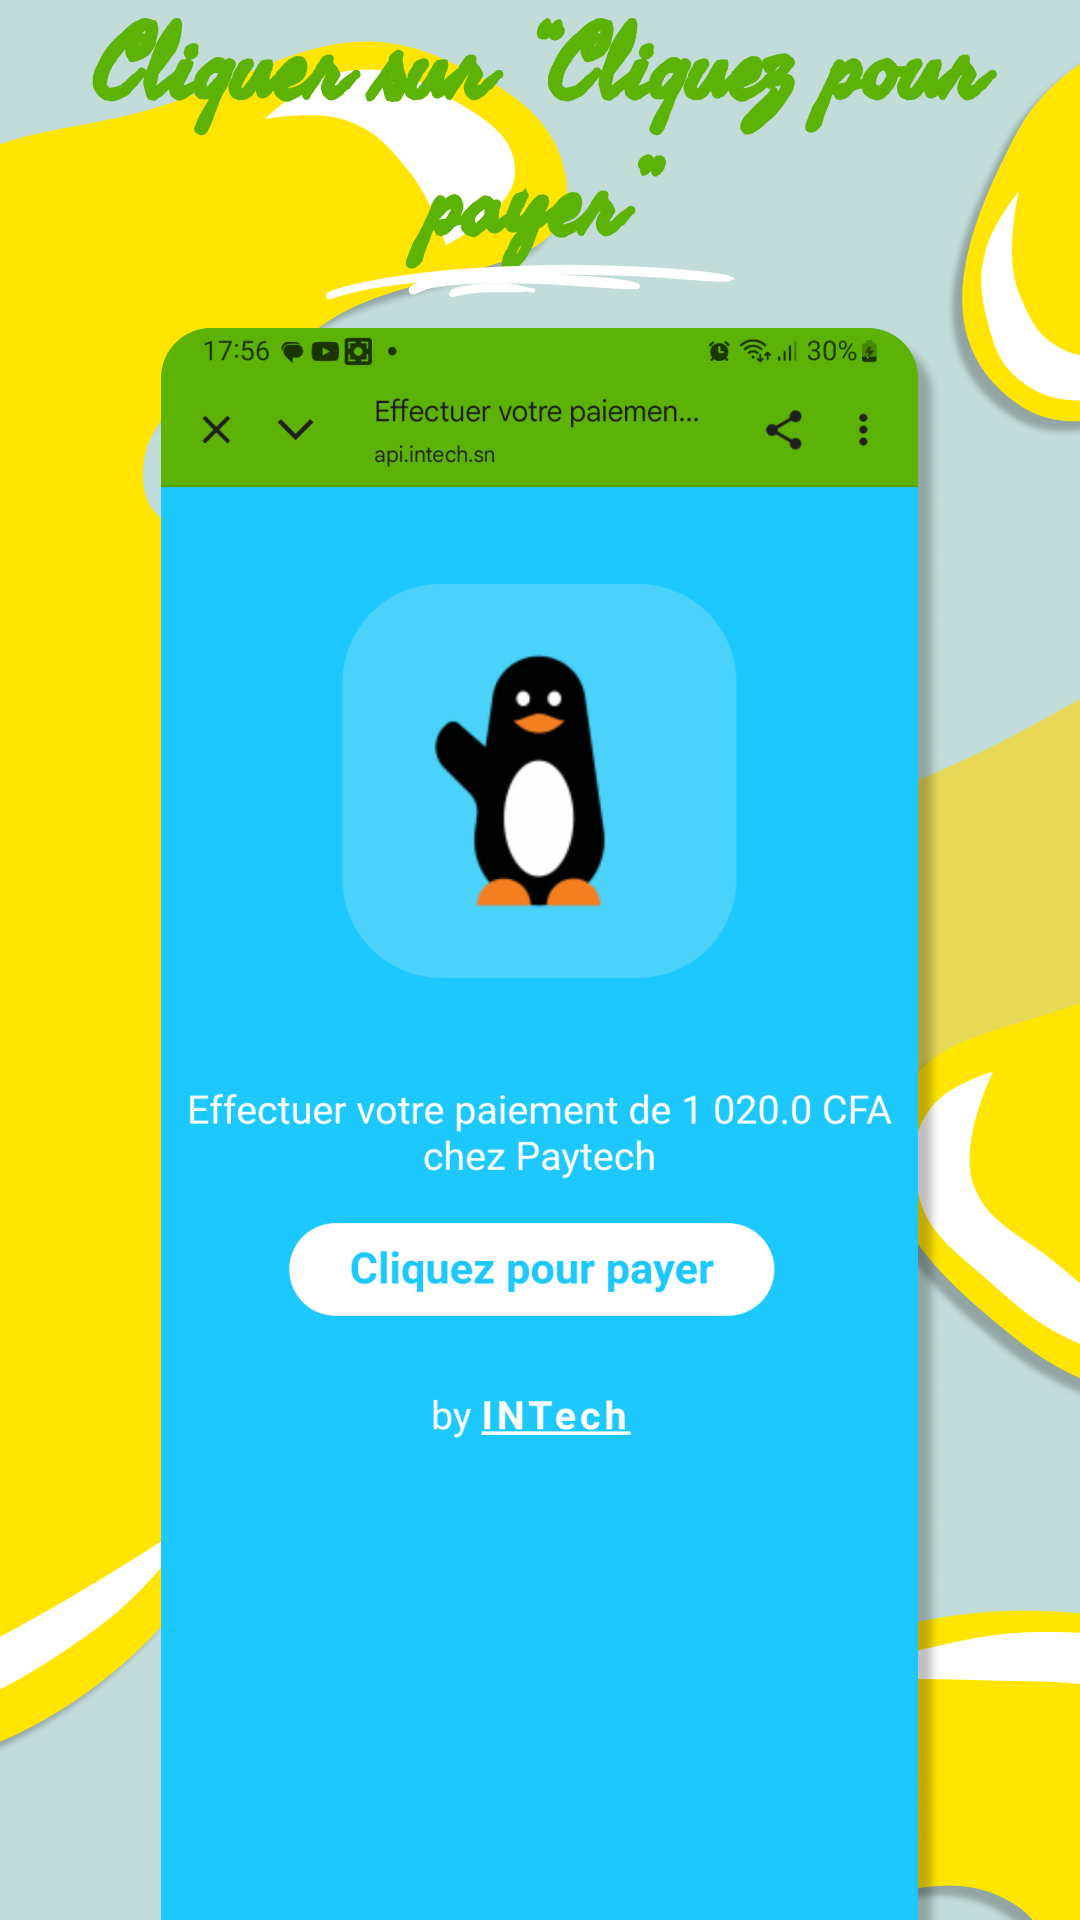 Cliquer sur "Cliquez pour
payer"
17:56
30%
Effectuer votre paiemen...
api.intech.sn
Effectuer votre paiement de 1 020.0 CFA
chez Paytech
Cliquez pour payer
by INTech